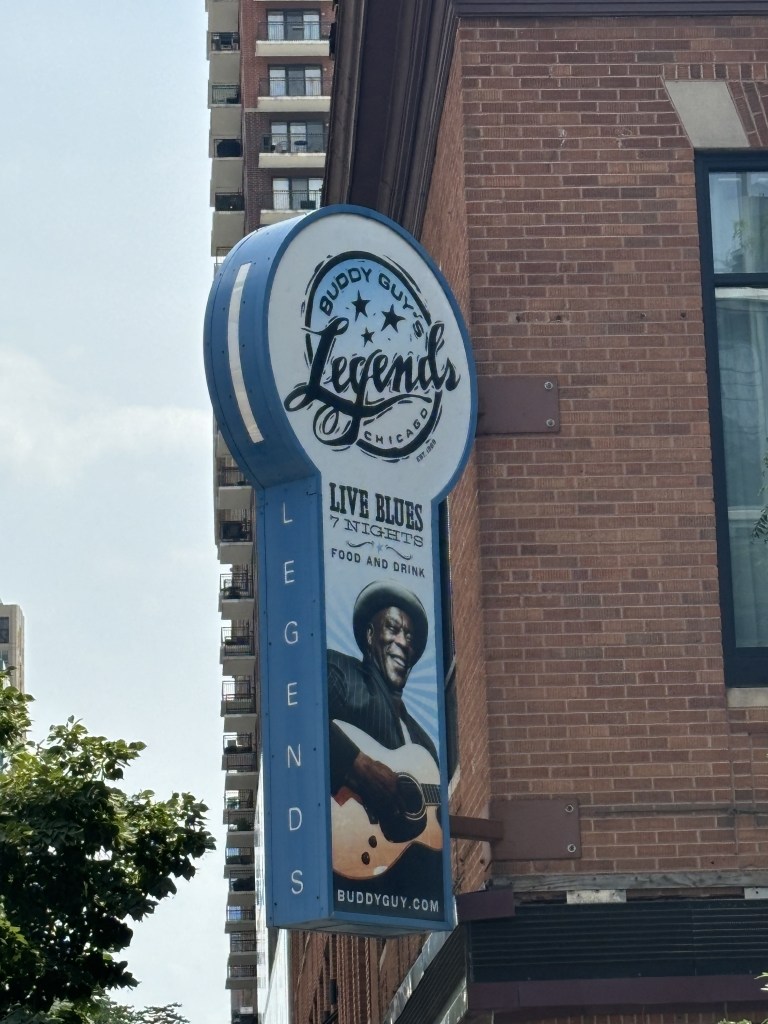 BUDDY GUY'S
Legends
CHICAGO
EST. 1989
LIVE BLUES
7 NIGHTS
FOOD AND DRINK
BUDDYGUY.COM
LEGENDS